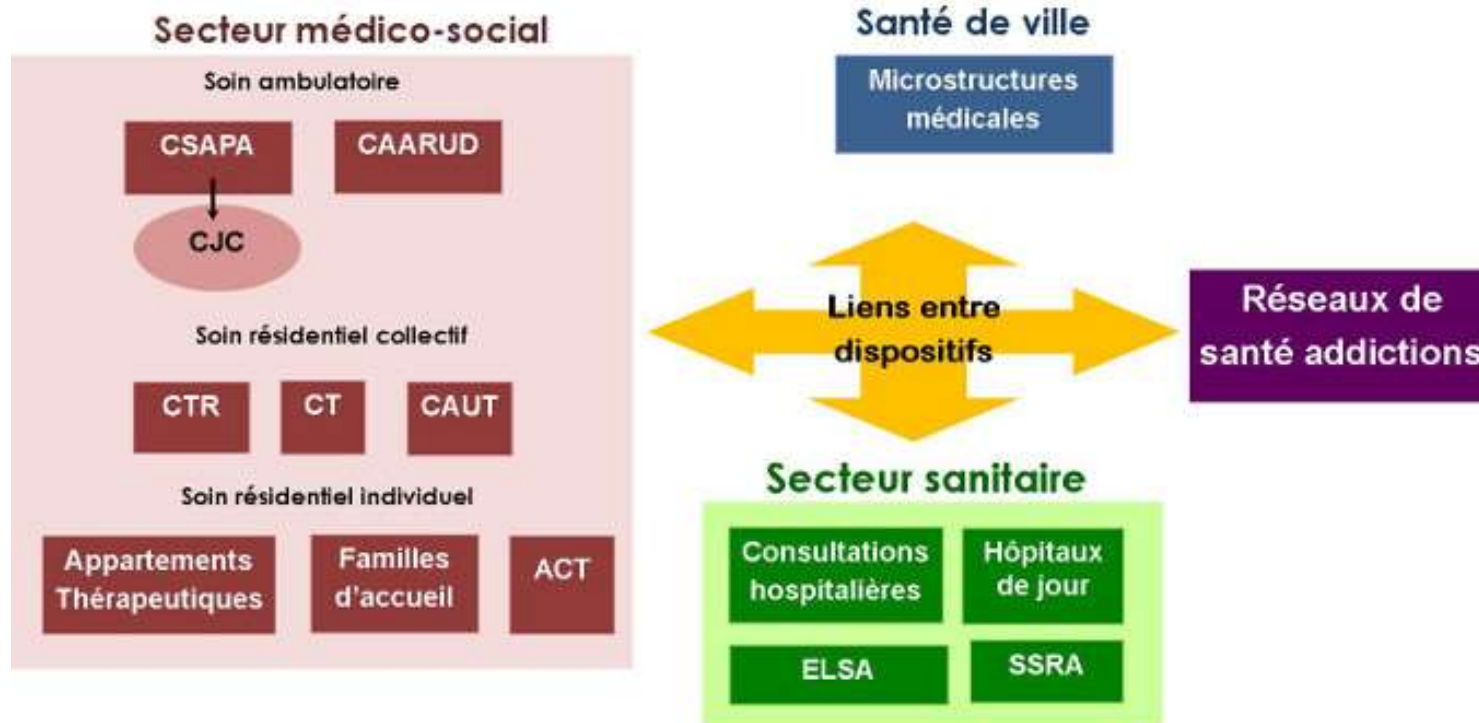 Secteur médico-social
Soin ambulatoire
CSAPA
CAARUD
CJC
Soin résidentiel collectif
CTR
CT
CAUT
Soin résidentiel individuel
Appartements
Thérapeutiques
Familles
d'accueil
ACT
Santé de ville
Microstructures
médicales
Liens entre
dispositifs
Réseaux de
santé addictions
Secteur sanitaire
Consultations
hospitalières
Hôpitaux
de jour
ELSA
SSRA